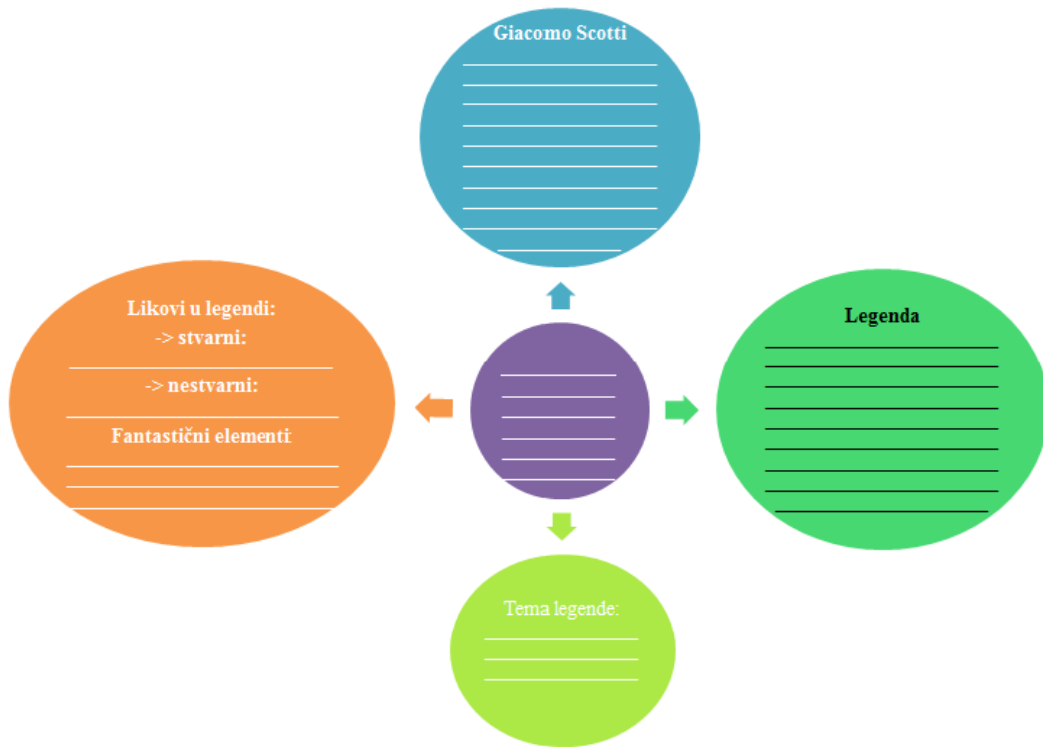 Giacomo Scotti
Likovi u legendi:
-> stvarni:
-> nestvarni:
Fantastični elementi:
Legenda
Tema legende: